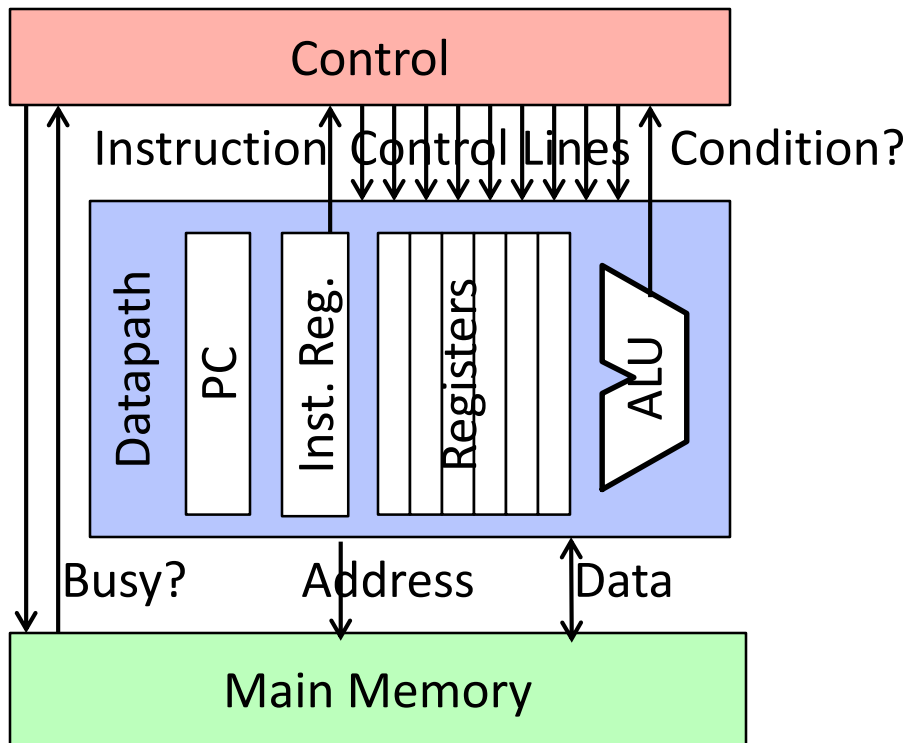 Control
Instruction Control Lines Condition?
Datapath
PC
Inst. Reg.
Registers
ALU
Busy? Address Data
Main Memory